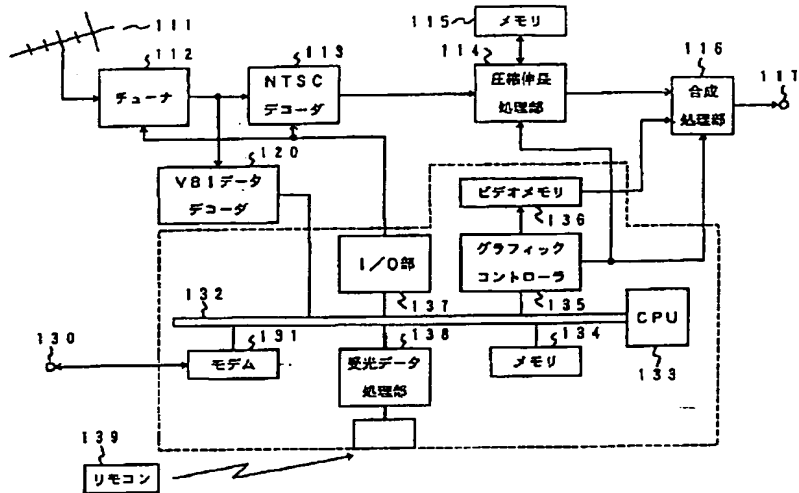 111
112
チューナ
113
NTSC
デコーダ
115
メモリ
114
圧縮伸長
処理部
116
合成
処理部
117
120
VBIデータ
デコーダ
ビデオメモリ
136
I/O部
137
グラフィック
コントローラ
135
132
CPU
133
130
131
モデム
138
受光データ
処理部
134
メモリ
139
リモコン